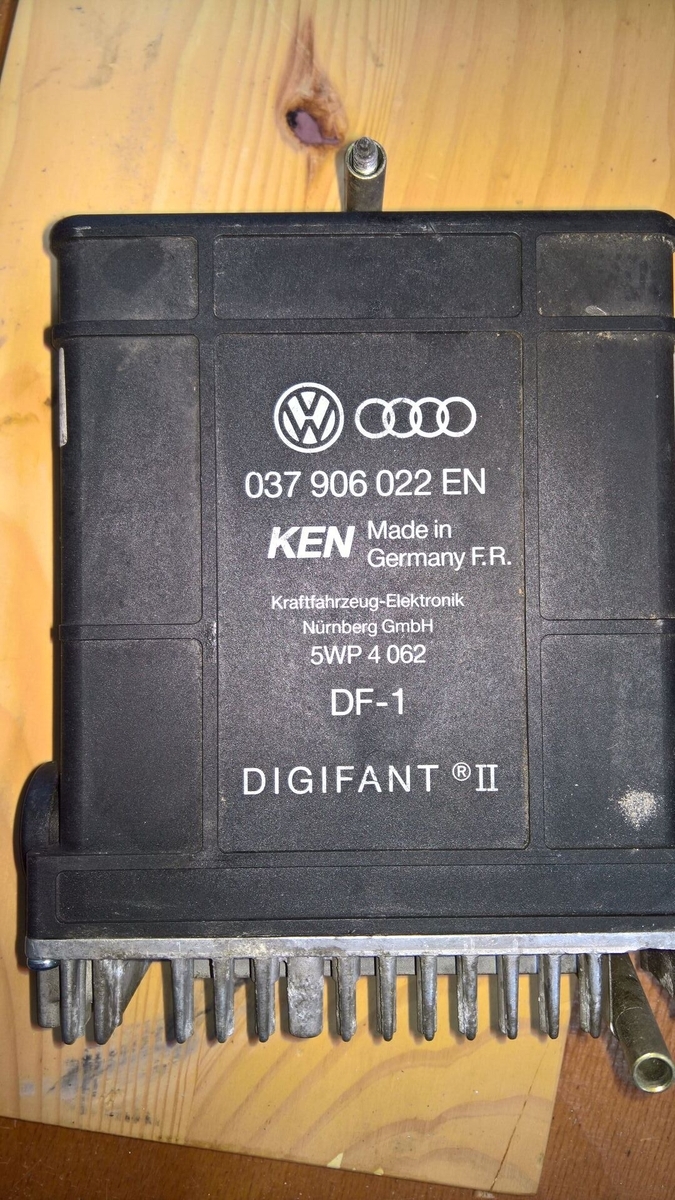 037 906 022 EN
KEN Made in
Germany F.R.
Kraftfahrzeug-Elektronik
Nürnberg GmbH
5WP 4 062
DF-1
DIGIFANT ® II